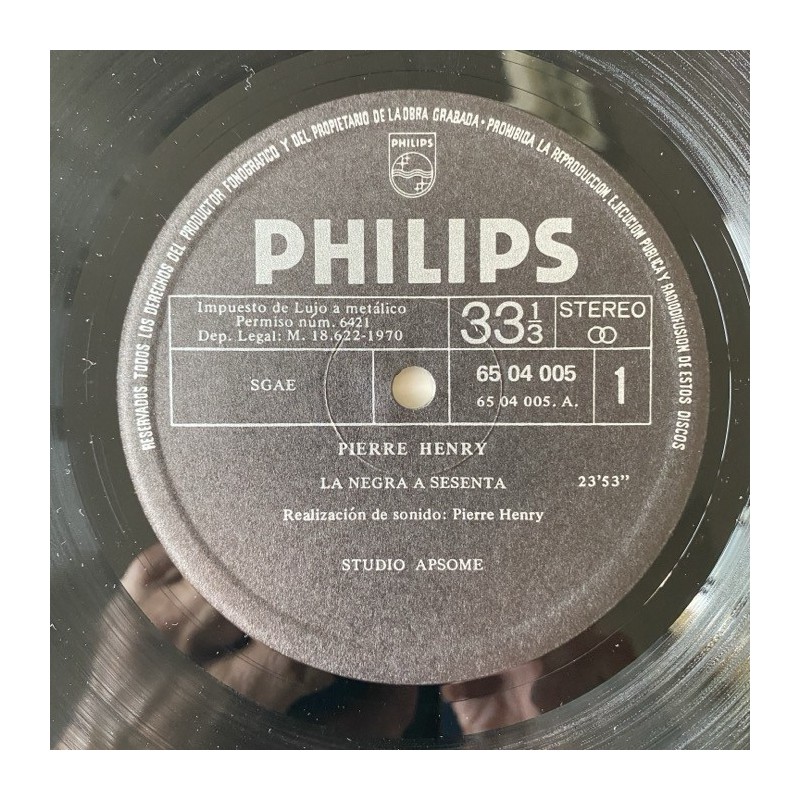 RESERVADOS TODOS LOS DERECHOS DEL PRODUCTOR FONOGRAFICO Y DEL PROPIETARIO DE LA OBRA GRABADA · PROHIBIDA LA REPRODUCCION, EJECUCION PUBLICA Y RADIODIFUSION DE ESTOS DISCOS
PHILIPS
PHILIPS
Impuesto de Lujo a metálico
Permiso núm. 6421
Dep. Legal: M. 18.622-1970
33 1/3
STEREO
SGAE
65 04 005
65 04 005. A.
1
PIERRE HENRY
LA NEGRA A SESENTA 23'53"
Realización de sonido: Pierre Henry
STUDIO APSOME